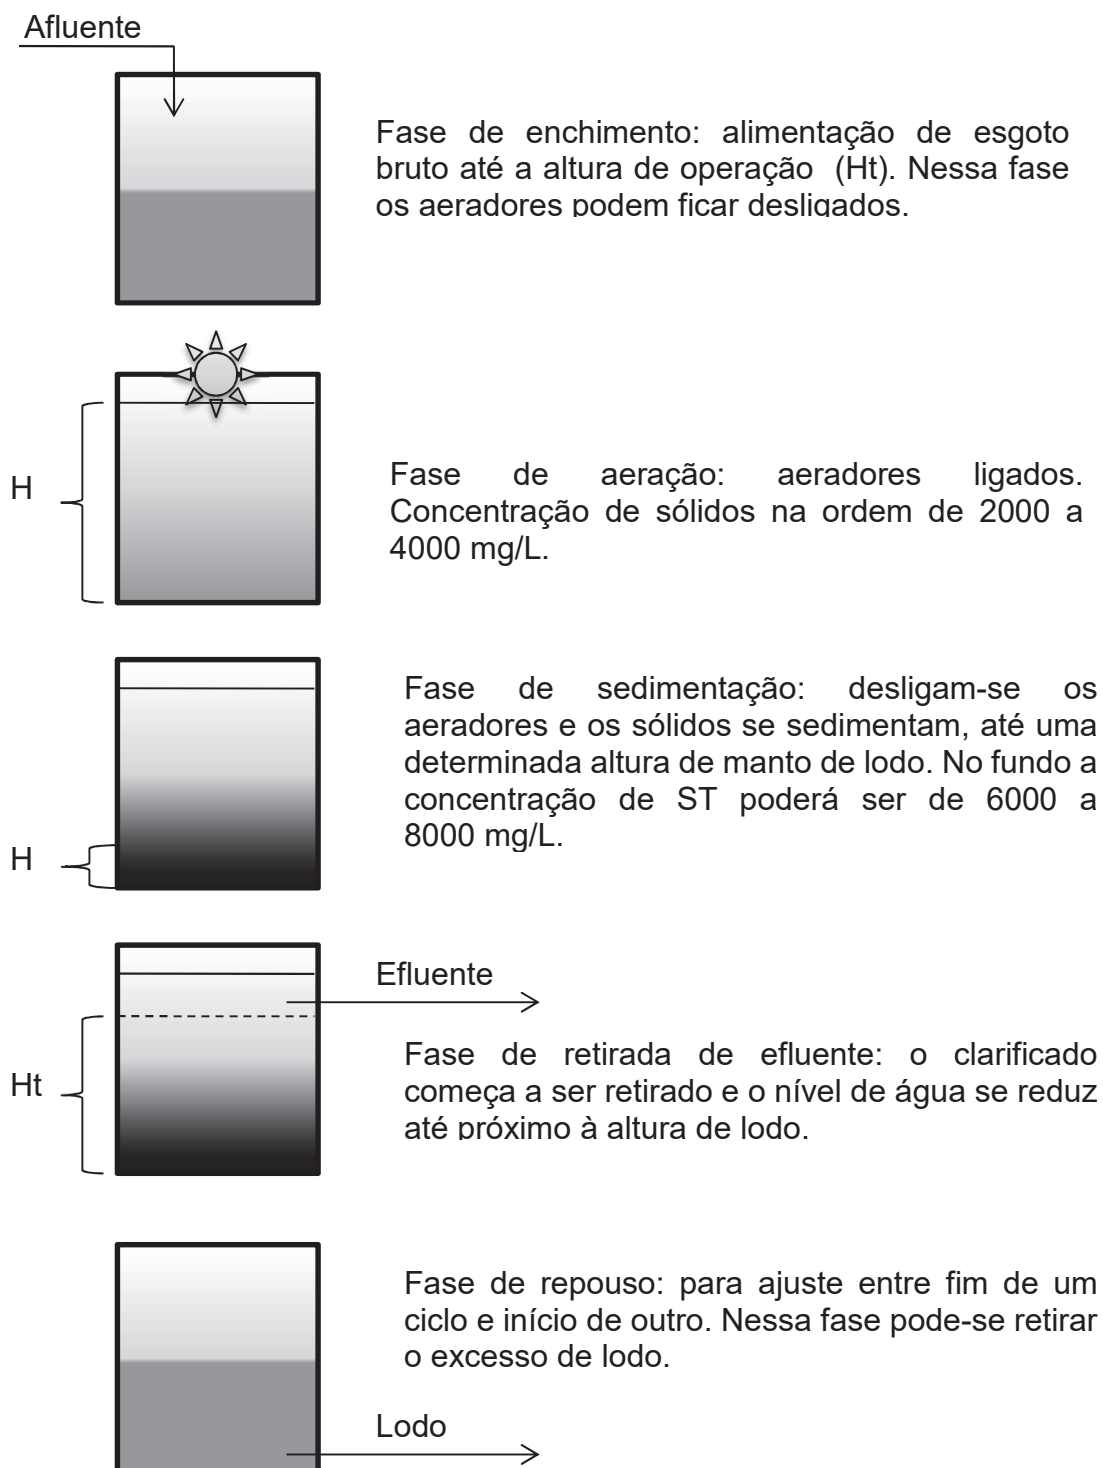 Afluente
Fase de enchimento: alimentação de esgoto
bruto até a altura de operação (Ht). Nessa fase
os aeradores podem ficar desligados.
H
Fase de aeração: aeradores ligados.
Concentração de sólidos na ordem de 2000 a
4000 mg/L.
Fase de sedimentação: desligam-se os
aeradores e os sólidos se sedimentam, até uma
determinada altura de manto de lodo. No fundo a
concentração de ST poderá ser de 6000 a
8000 mg/L.
H
Efluente
Fase de retirada de efluente: o clarificado
começa a ser retirado e o nível de água se reduz
até próximo à altura de lodo.
Ht
Fase de repouso: para ajuste entre fim de um
ciclo e início de outro. Nessa fase pode-se retirar
o excesso de lodo.
Lodo